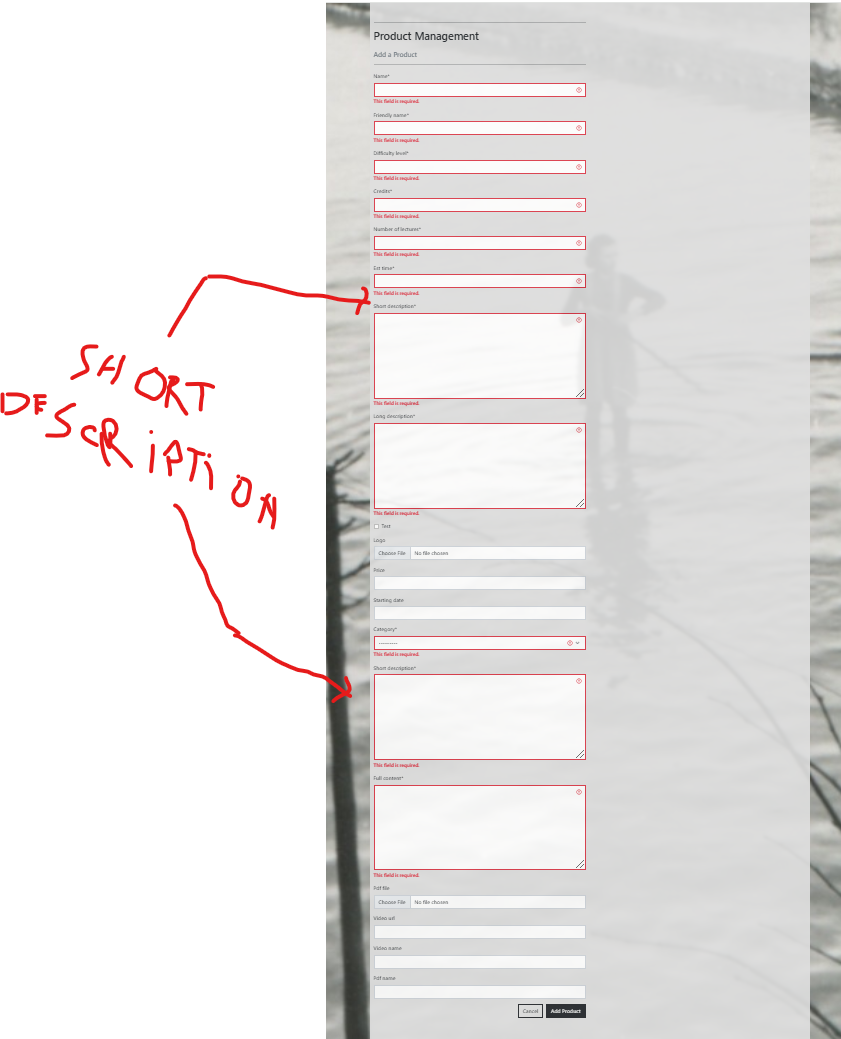 Product Management
Add a Product
Name*
This field is required.
Friendly name*
This field is required.
Difficulty level*
This field is required.
Credits*
This field is required.
Number of lectures*
This field is required.
Est time*
This field is required.
Short description*
This field is required.
Long description*
This field is required.
Test
Logo
Choose File No file chosen
Price
Starting date
Category*
---------
This field is required.
Short description*
This field is required.
Full content*
This field is required.
Pdf file
Choose File No file chosen
Video url
Video name
Pdf name
Cancel Add Product
SHORT
DESCRIPTION